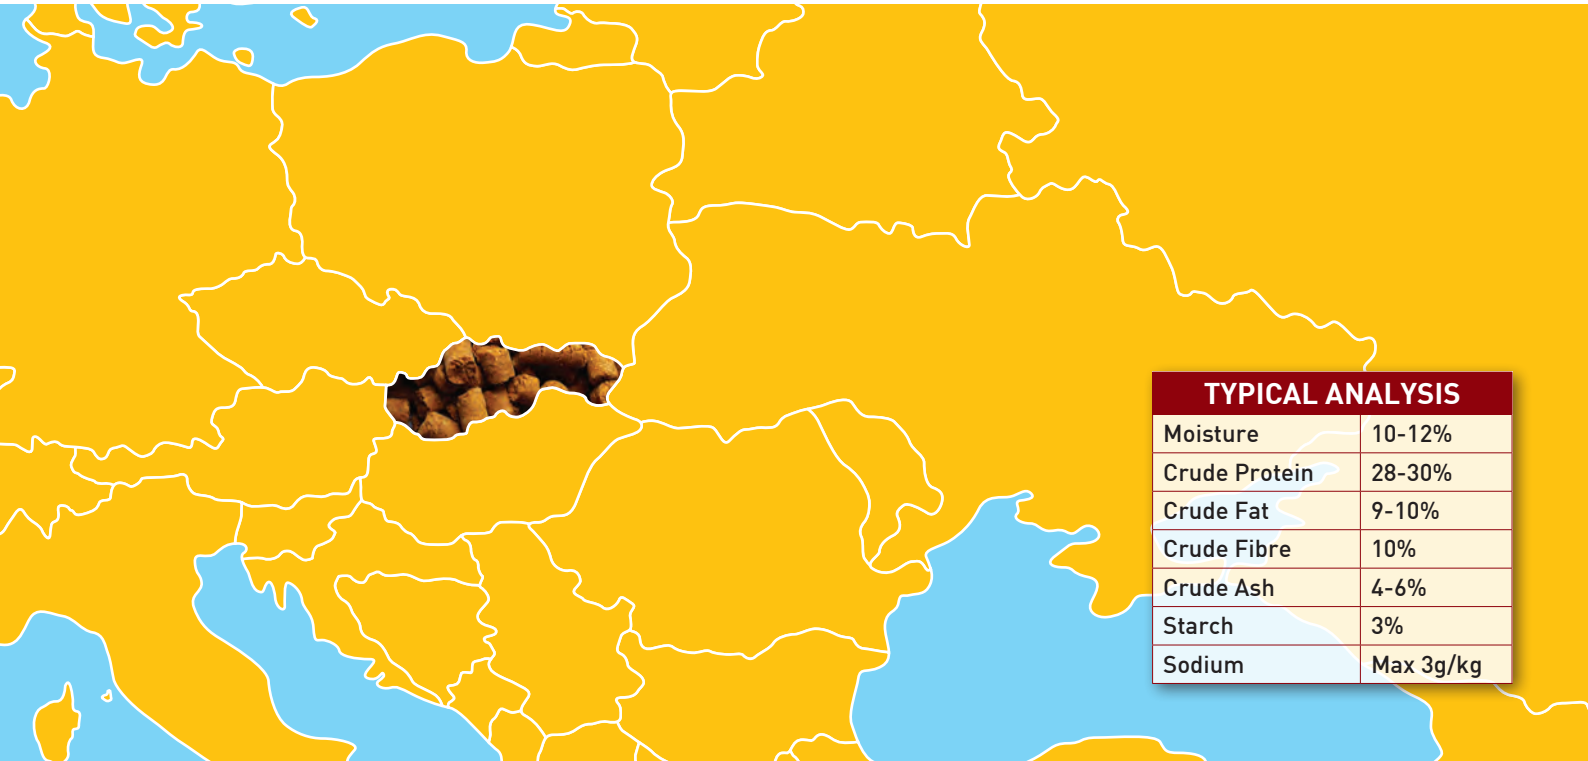 TYPICAL ANALYSIS
Moisture 10-12%
Crude Protein 28-30%
Crude Fat 9-10%
Crude Fibre 10%
Crude Ash 4-6%
Starch 3%
Sodium Max 3g/kg